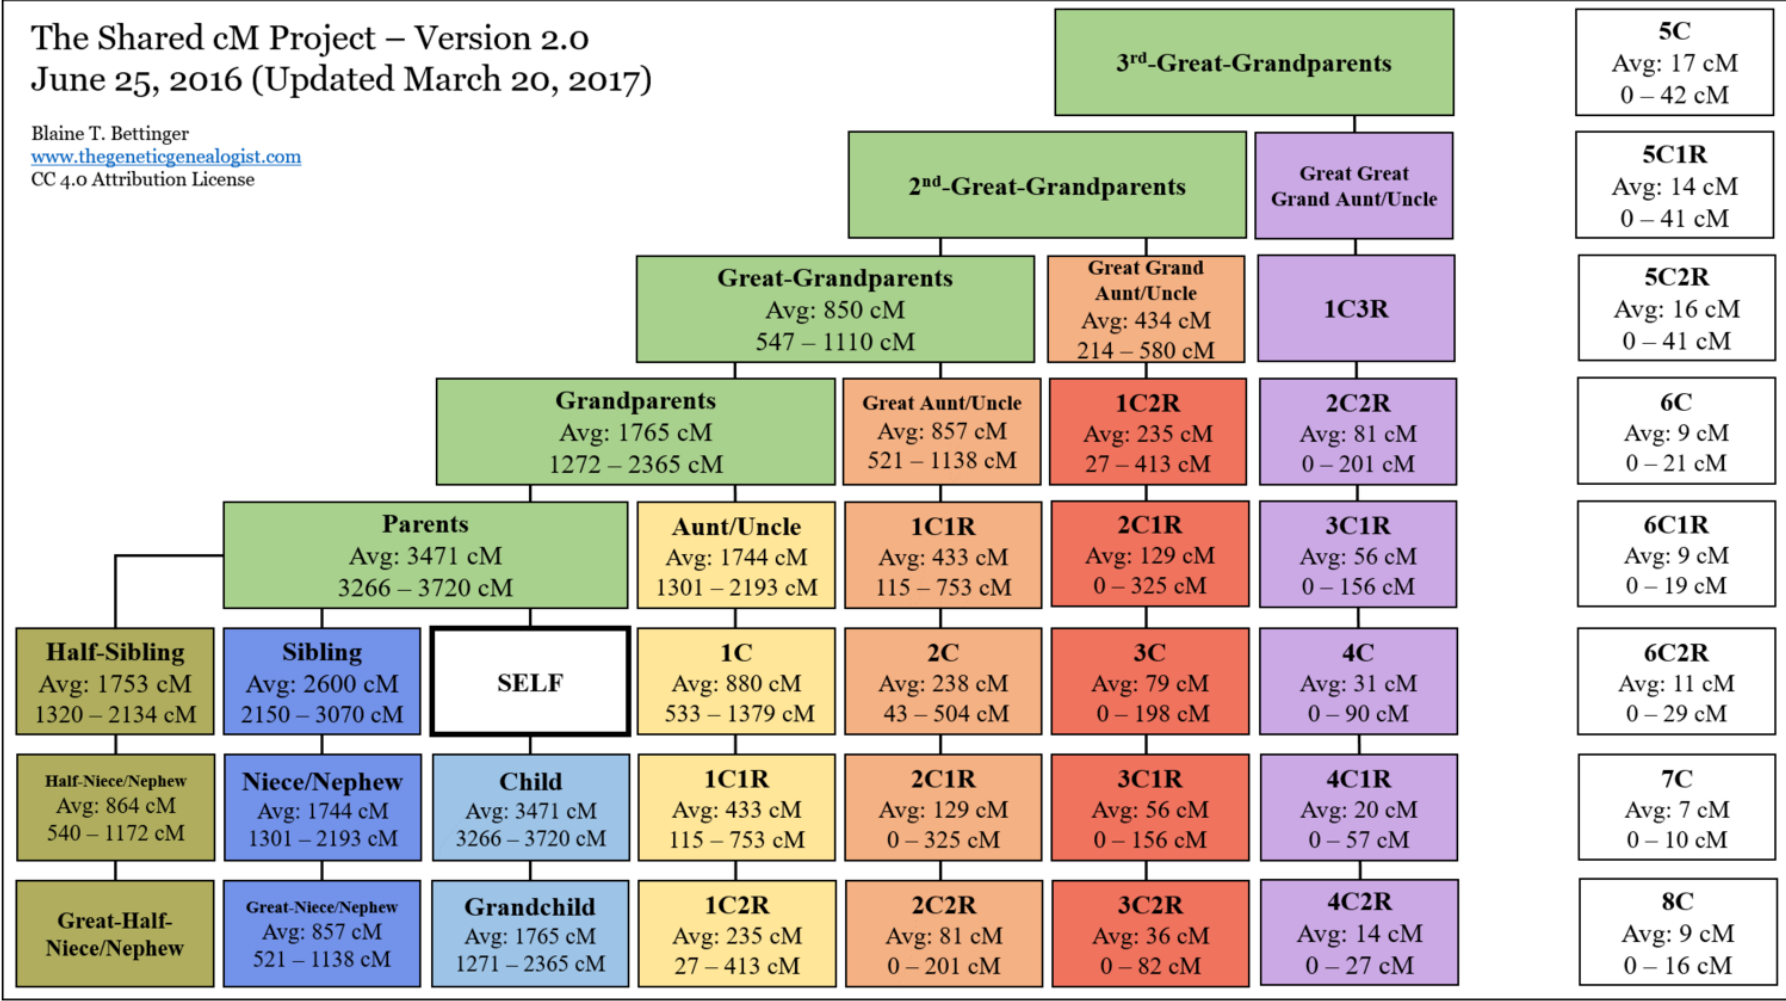 The Shared cM Project – Version 2.0
June 25, 2016 (Updated March 20, 2017)
Blaine T. Bettinger
www.thegeneticgenealogist.com
CC 4.0 Attribution License
3rd-Great-Grandparents
5C
Avg: 17 cM
0 – 42 cM
2nd-Great-Grandparents
Great Great
Grand Aunt/Uncle
5C1R
Avg: 14 cM
0 – 41 cM
Great-Grandparents
Avg: 850 cM
547 – 1110 cM
Great Grand
Aunt/Uncle
Avg: 434 cM
214 – 580 cM
1C3R
5C2R
Avg: 16 cM
0 – 41 cM
Grandparents
Avg: 1765 cM
1272 – 2365 cM
Great Aunt/Uncle
Avg: 857 cM
521 – 1138 cM
1C2R
Avg: 235 cM
27 – 413 cM
2C2R
Avg: 81 cM
0 – 201 cM
6C
Avg: 9 cM
0 – 21 cM
Parents
Avg: 3471 cM
3266 – 3720 cM
Aunt/Uncle
Avg: 1744 cM
1301 – 2193 cM
1C1R
Avg: 433 cM
115 – 753 cM
2C1R
Avg: 129 cM
0 – 325 cM
3C1R
Avg: 56 cM
0 – 156 cM
6C1R
Avg: 9 cM
0 – 19 cM
Half-Sibling
Avg: 1753 cM
1320 – 2134 cM
Sibling
Avg: 2600 cM
2150 – 3070 cM
SELF
1C
Avg: 880 cM
533 – 1379 cM
2C
Avg: 238 cM
43 – 504 cM
3C
Avg: 79 cM
0 – 198 cM
4C
Avg: 31 cM
0 – 90 cM
6C2R
Avg: 11 cM
0 – 29 cM
Half-Niece/Nephew
Avg: 864 cM
540 – 1172 cM
Niece/Nephew
Avg: 1744 cM
1301 – 2193 cM
Child
Avg: 3471 cM
3266 – 3720 cM
1C1R
Avg: 433 cM
115 – 753 cM
2C1R
Avg: 129 cM
0 – 325 cM
3C1R
Avg: 56 cM
0 – 156 cM
4C1R
Avg: 20 cM
0 – 57 cM
7C
Avg: 7 cM
0 – 10 cM
Great-Half-
Niece/Nephew
Great-Niece/Nephew
Avg: 857 cM
521 – 1138 cM
Grandchild
Avg: 1765 cM
1271 – 2365 cM
1C2R
Avg: 235 cM
27 – 413 cM
2C2R
Avg: 81 cM
0 – 201 cM
3C2R
Avg: 36 cM
0 – 82 cM
4C2R
Avg: 14 cM
0 – 27 cM
8C
Avg: 9 cM
0 – 16 cM